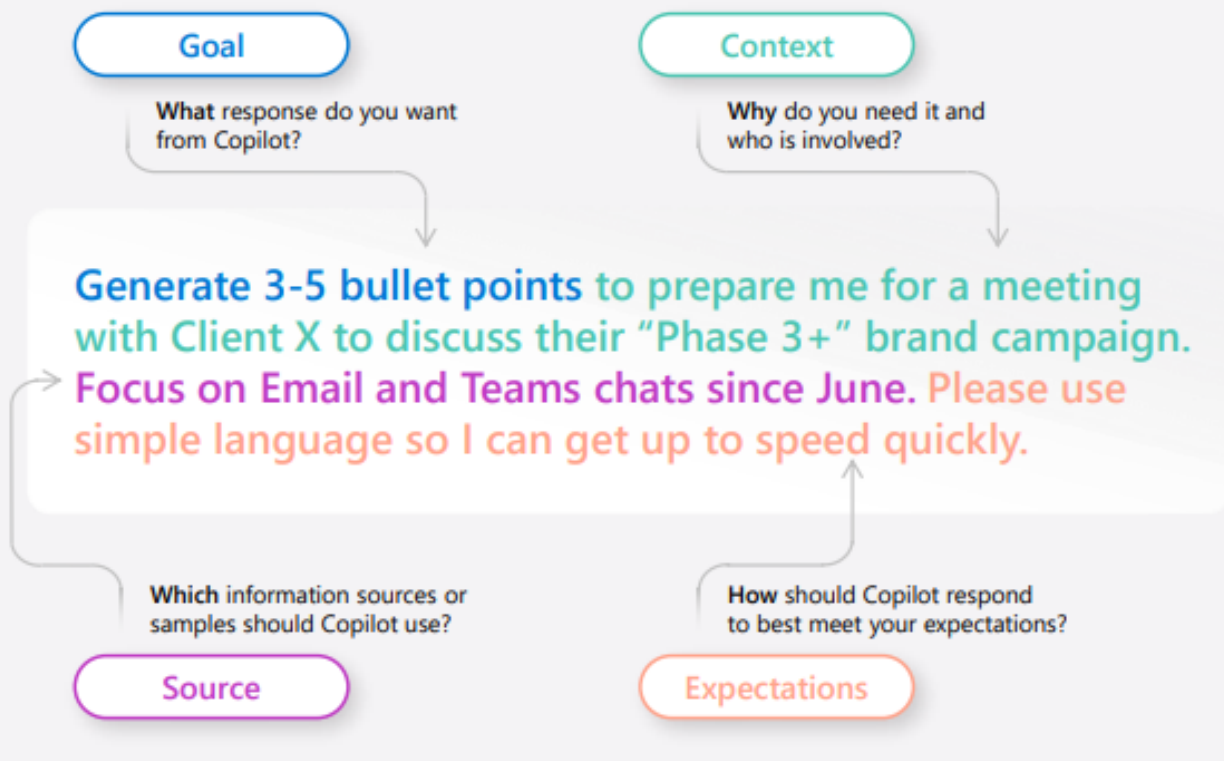 Goal
Context
What response do you want
from Copilot?
Why do you need it and
who is involved?
Generate 3-5 bullet points to prepare me for a meeting
with Client X to discuss their “Phase 3+” brand campaign.
Focus on Email and Teams chats since June. Please use
simple language so I can get up to speed quickly.
Which information sources or
samples should Copilot use?
How should Copilot respond
to best meet your expectations?
Source
Expectations